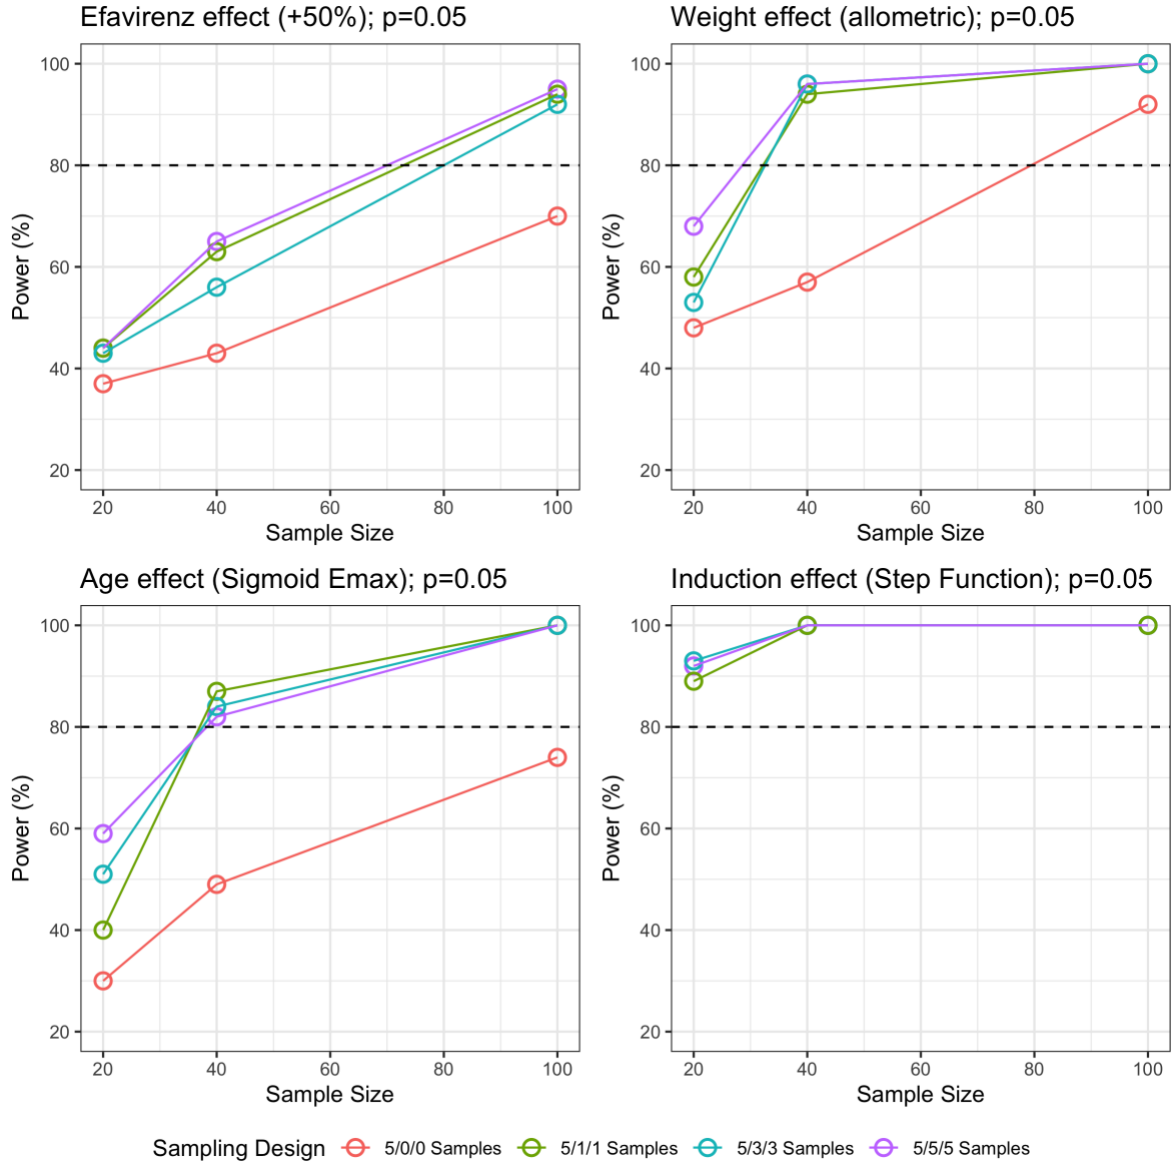 Efavirenz effect (+50%); p=0.05
Power (%)
100
80
60
40
20
20 40 60 80 100
Sample Size
Weight effect (allometric); p=0.05
Power (%)
100
80
60
40
20
20 40 60 80 100
Sample Size
Age effect (Sigmoid Emax); p=0.05
Power (%)
100
80
60
40
20
20 40 60 80 100
Sample Size
Induction effect (Step Function); p=0.05
Power (%)
100
80
60
40
20
20 40 60 80 100
Sample Size
Sampling Design 5/0/0 Samples 5/1/1 Samples 5/3/3 Samples 5/5/5 Samples